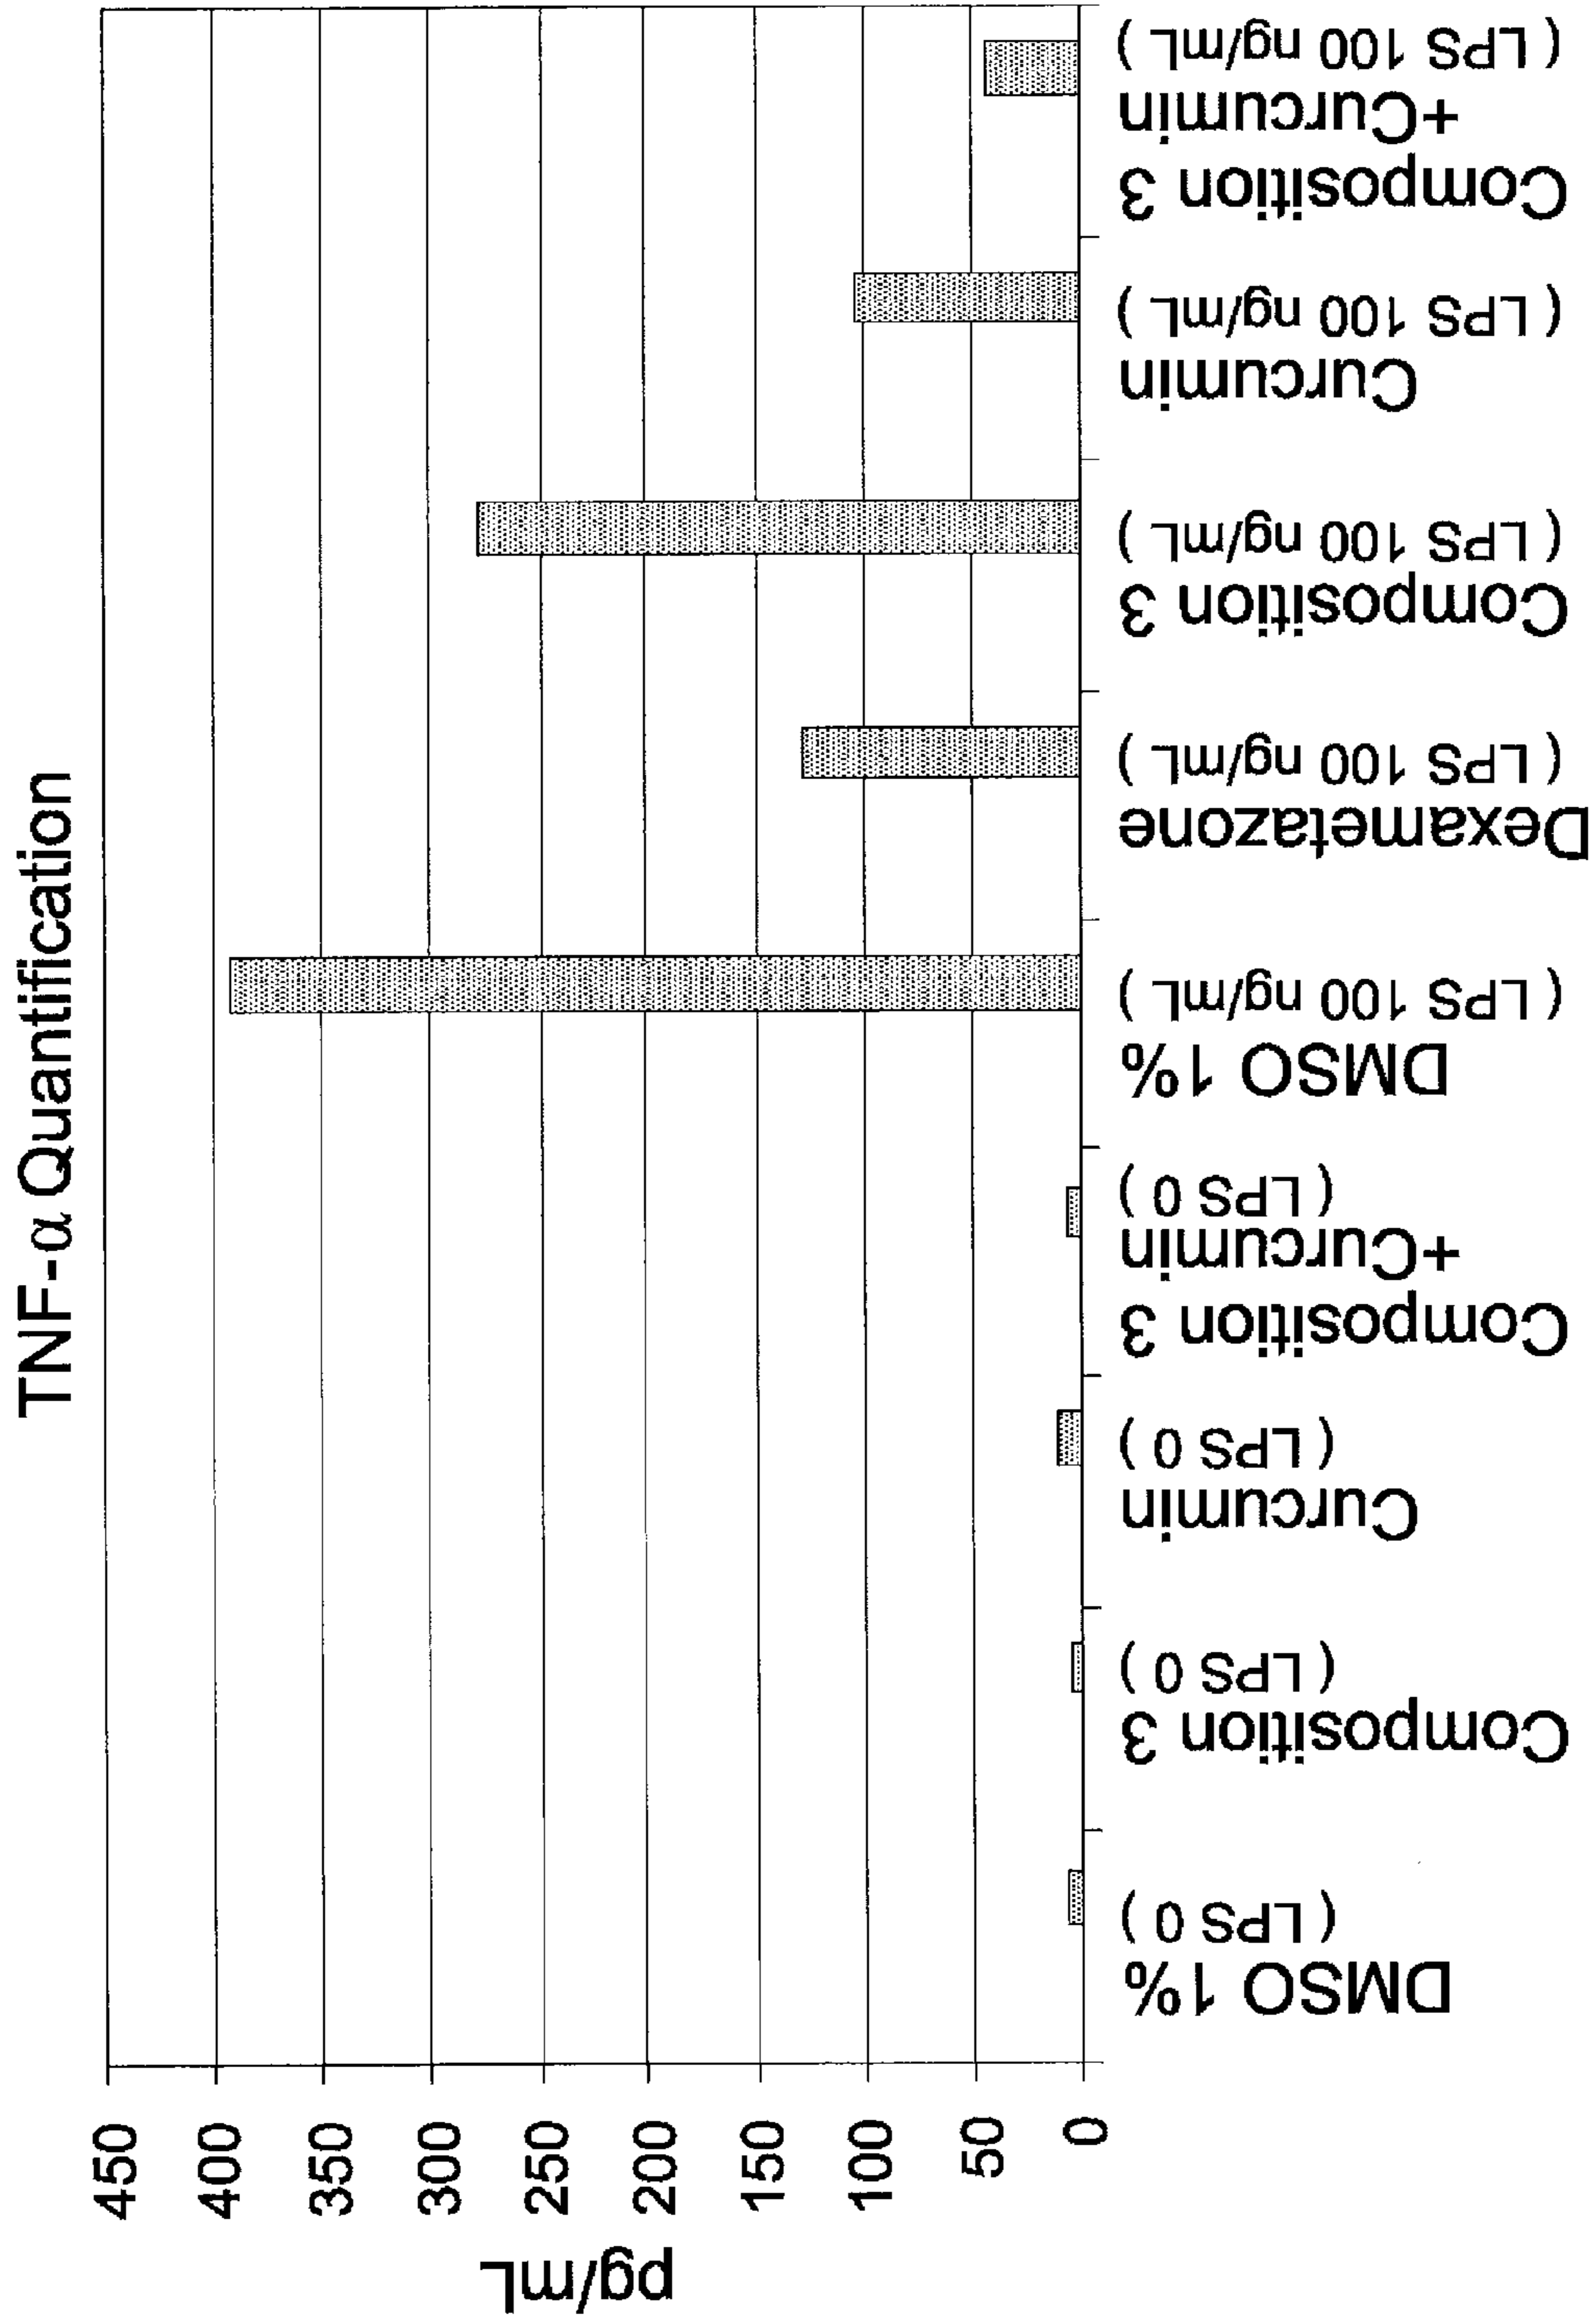 TNF-α Quantification
pg/mL
450
400
350
300
250
200
150
100
50
0
DMSO 1%
( LPS 0 )
Composition 3
( LPS 0 )
Curcumin
( LPS 0 )
Composition 3
+Curcumin
( LPS 0 )
DMSO 1%
( LPS 100 ng/mL )
Dexametazone
( LPS 100 ng/mL )
Composition 3
( LPS 100 ng/mL )
Curcumin
( LPS 100 ng/mL )
Composition 3
+Curcumin
( LPS 100 ng/mL )